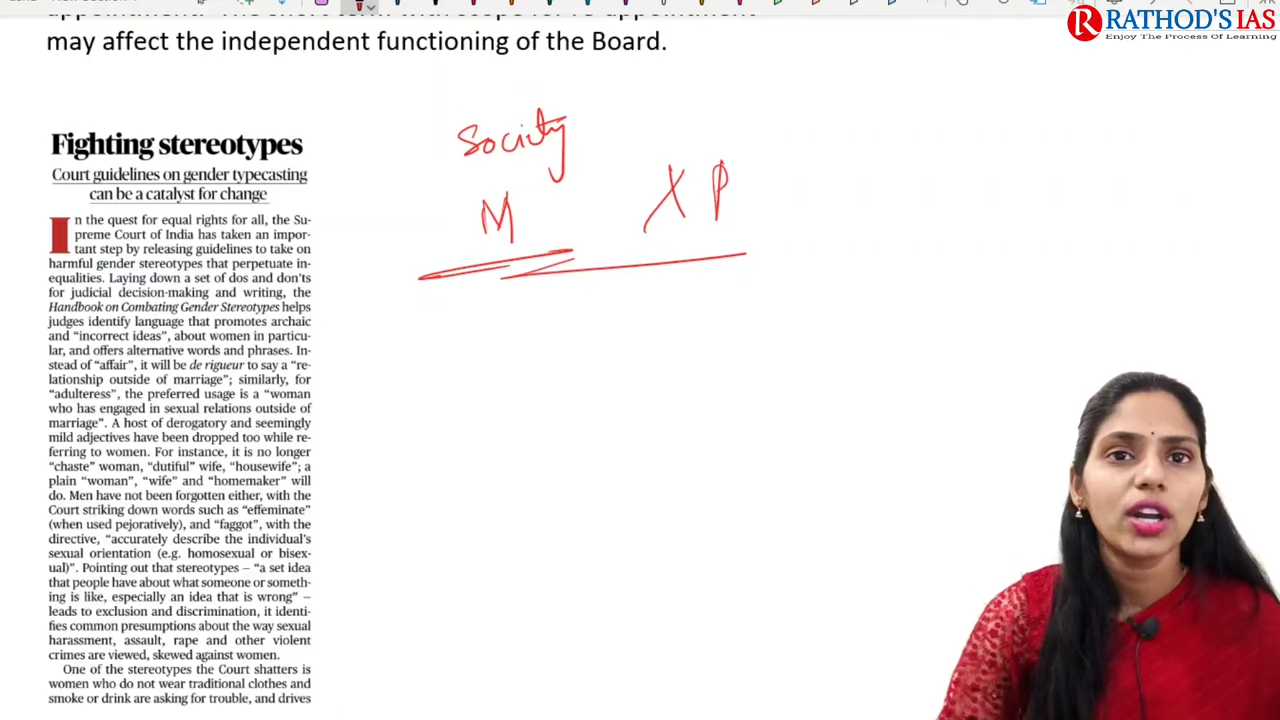 may affect the independent functioning of the Board.
RATHOD'S IAS
Enjoy The Process Of Learning
Society
M
X P
Fighting stereotypes
Court guidelines on gender typecasting
can be a catalyst for change
In the quest for equal rights for all, the Su-
preme Court of India has taken an impor-
tant step by releasing guidelines to take on
harmful gender stereotypes that perpetuate in-
equalities. Laying down a set of dos and don'ts
for judicial decision-making and writing, the
Handbook on Combating Gender Stereotypes helps
judges identify language that promotes archaic
and "incorrect ideas", about women in particu-
lar, and offers alternative words and phrases. In-
stead of "affair", it will be de rigueur to say a "re-
lationship outside of marriage"; similarly, for
"adulteress", the preferred usage is a "woman
who has engaged in sexual relations outside of
marriage". A host of derogatory and seemingly
mild adjectives have been dropped too while re-
ferring to women. For instance, it is no longer
"chaste" woman, "dutiful" wife, "housewife"; a
plain "woman", "wife" and "homemaker" will
do. Men have not been forgotten either, with the
Court striking down words such as "effeminate"
(when used pejoratively), and "faggot", with the
directive, "accurately describe the individual's
sexual orientation (e.g. homosexual or bisex-
ual)". Pointing out that stereotypes – "a set idea
that people have about what someone or someth-
ing is like, especially an idea that is wrong" –
leads to exclusion and discrimination, it identi-
fies common presumptions about the way sexual
harassment, assault, rape and other violent
crimes are viewed, skewed against women.
One of the stereotypes the Court shatters is
women who do not wear traditional clothes and
smoke or drink are asking for trouble, and drives